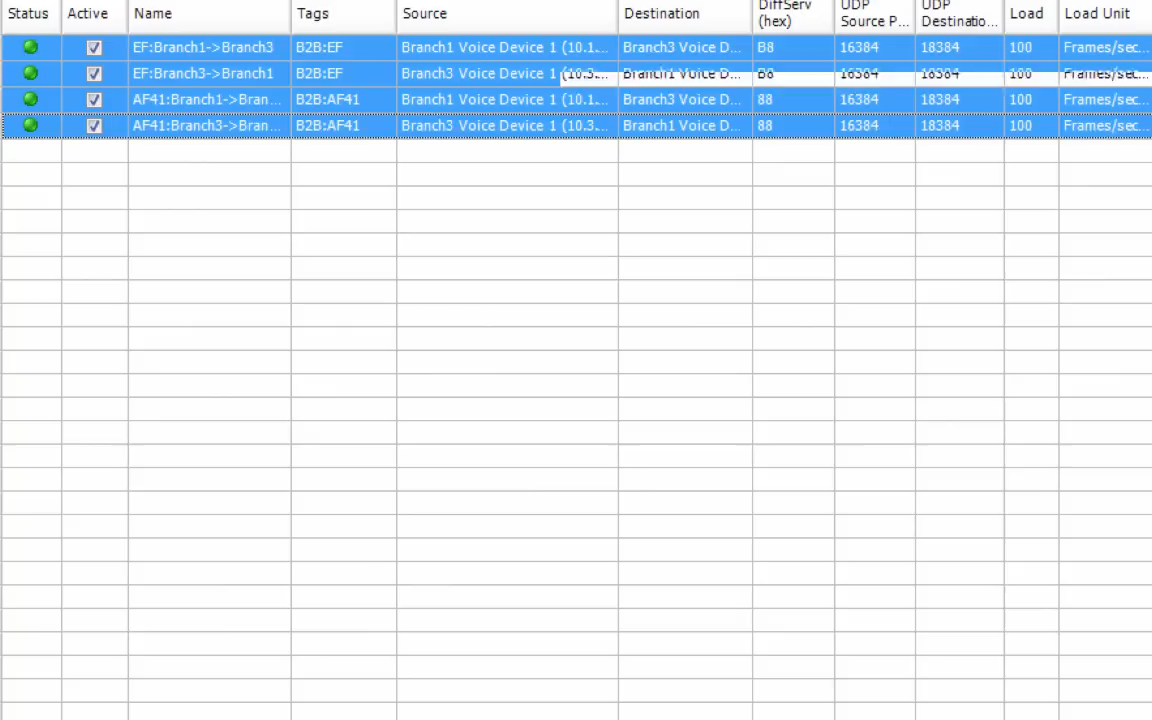 Status Active Name Tags Source Destination DiffServ (hex) UDP Source P... UDP Destinatio... Load Load Unit
EF:Branch1->Branch3 B2B:EF Branch1 Voice Device 1 (10.1.... Branch3 Voice D... B8 16384 18384 100 Frames/sec...
EF:Branch3->Branch1 B2B:EF Branch3 Voice Device 1 (10.3.... Branch1 Voice D... B8 16384 18384 100 Frames/sec...
AF41:Branch1->Bran... B2B:AF41 Branch1 Voice Device 1 (10.1.... Branch3 Voice D... 88 16384 18384 100 Frames/sec...
AF41:Branch3->Bran... B2B:AF41 Branch3 Voice Device 1 (10.3.... Branch1 Voice D... 88 16384 18384 100 Frames/sec...